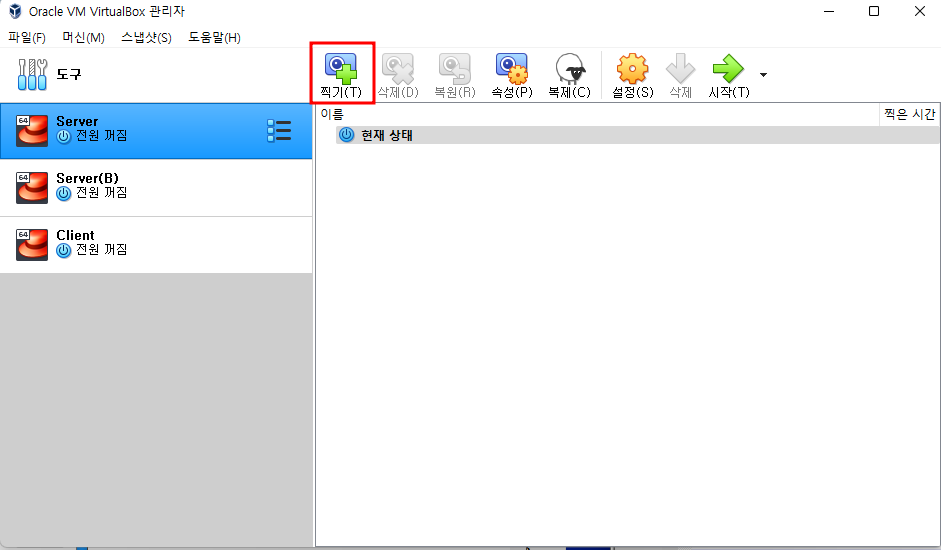 Oracle VM VirtualBox 관리자
파일(F) 머신(M) 스냅샷(S) 도움말(H)
도구
찍기(T) 삭제(D) 복원(R) 속성(P) 복제(C) 설정(S) 삭제 시작(T)
이름 찍은 시간
현재 상태
64 Server
전원 꺼짐
64 Server(B)
전원 꺼짐
64 Client
전원 꺼짐